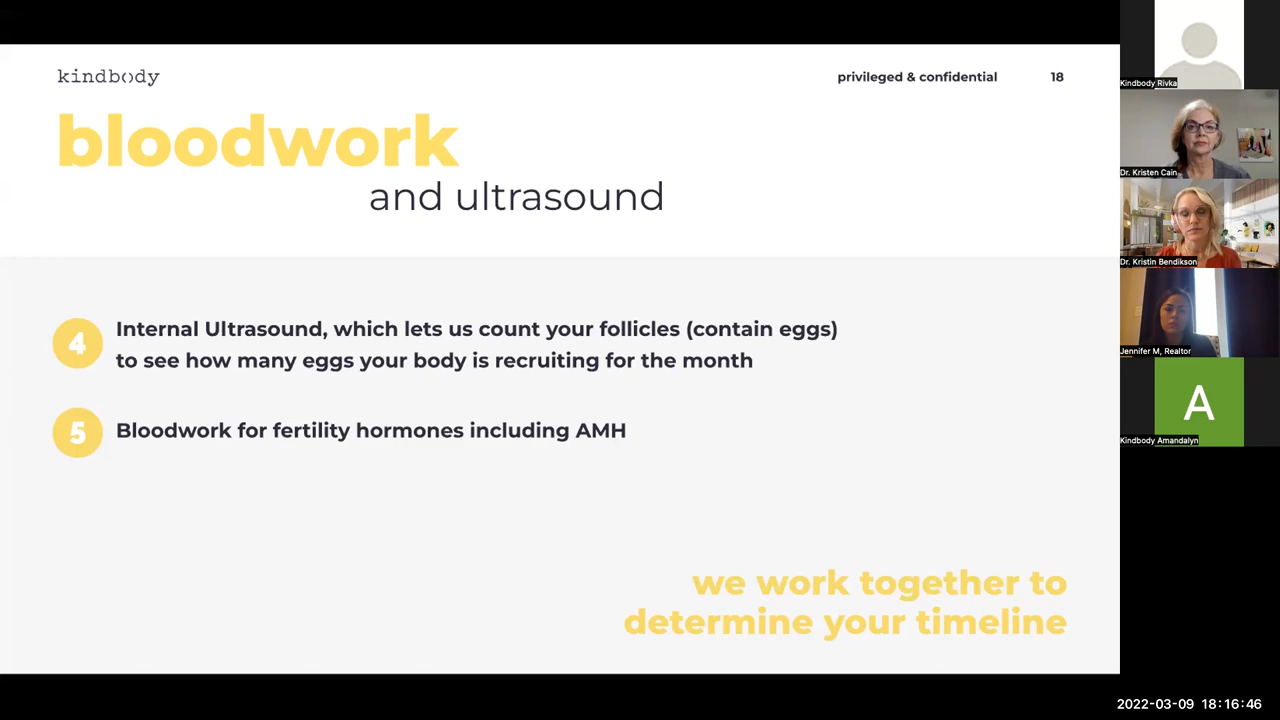 kindbody
privileged & confidential 18
bloodwork
and ultrasound
4
Internal Ultrasound, which lets us count your follicles (contain eggs)
to see how many eggs your body is recruiting for the month
5
Bloodwork for fertility hormones including AMH
we work together to
determine your timeline
Kindbody Rivka
Dr. Kristen Cain
Dr. Kristin Bendikson
Jennifer M, Realtor
A
Kindbody Amandalyn
2022-03-09 18:16:46